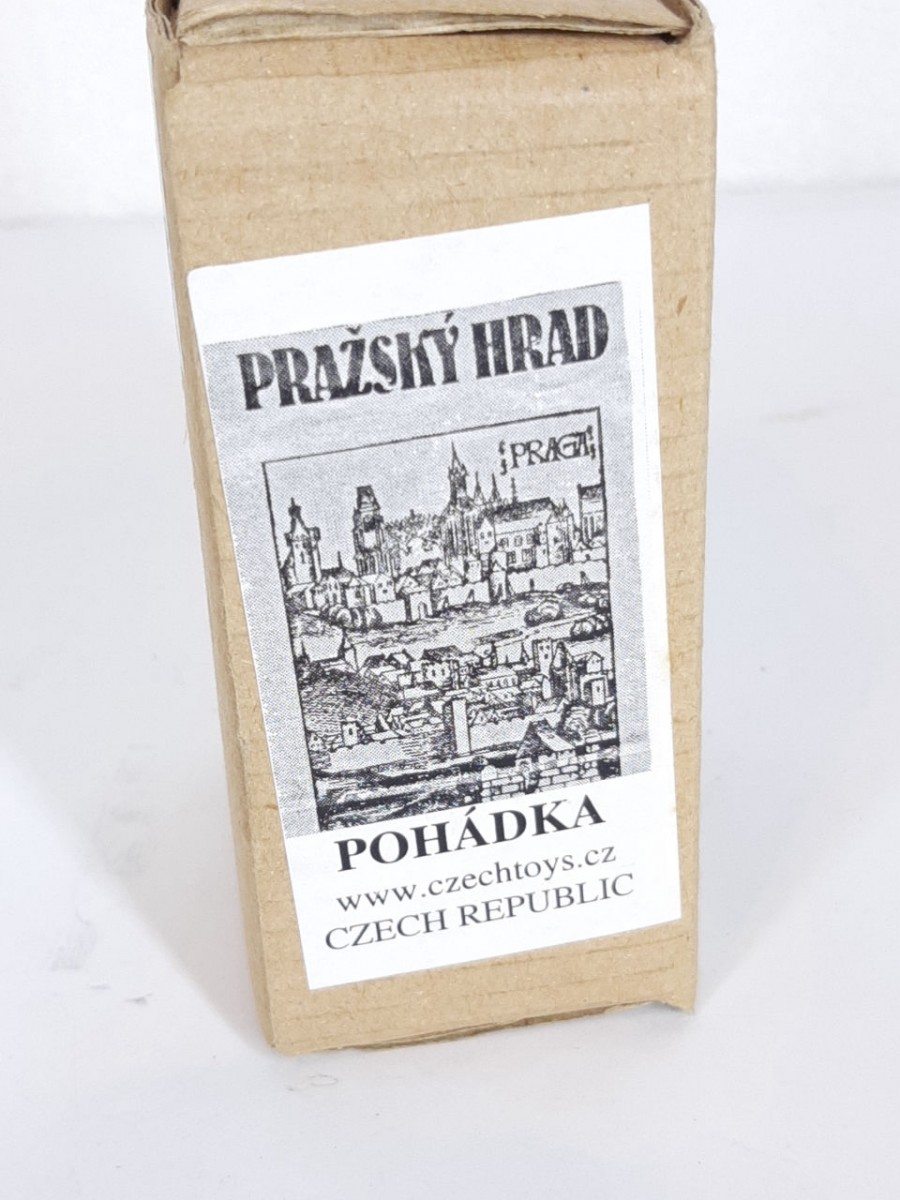 PRAŽSKÝ HRAD
PRAGA
POHÁDKA
www.czechtoys.cz
CZECH REPUBLIC